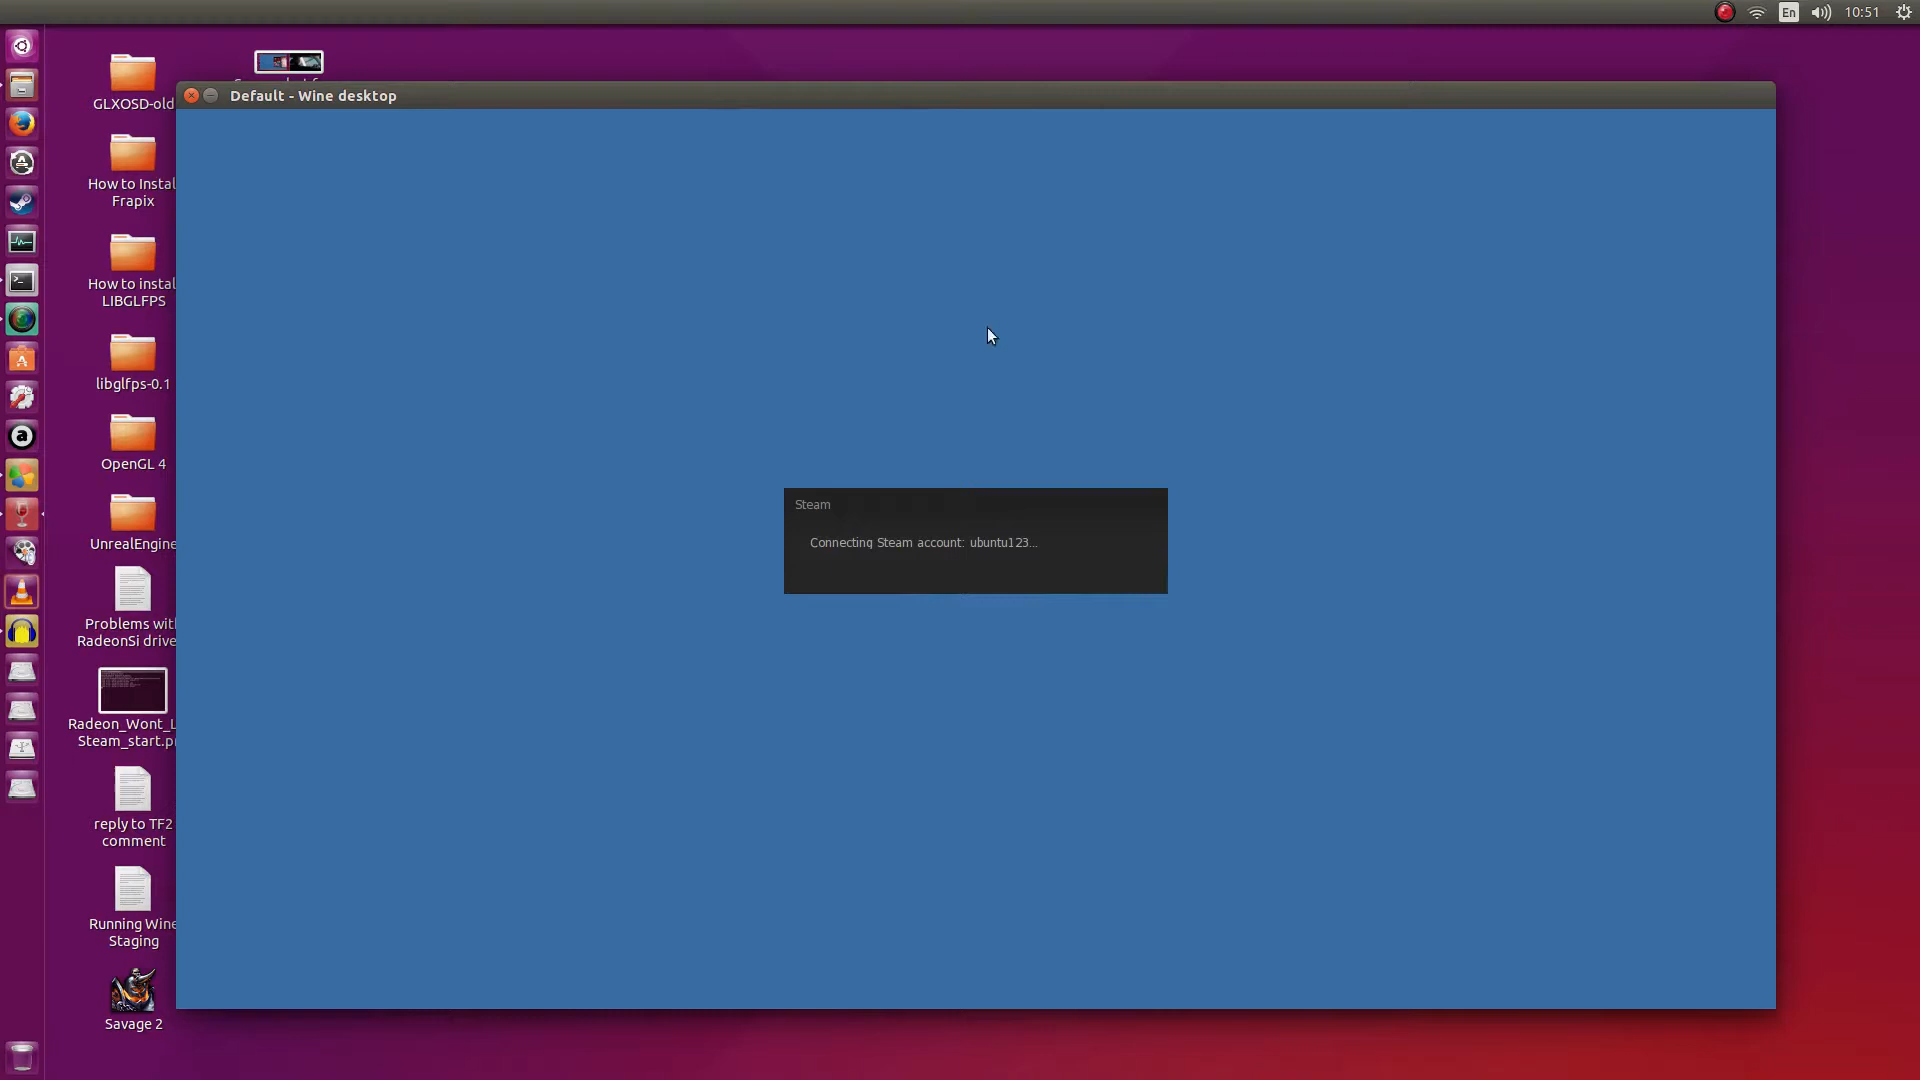 En
10:51
GLXOSD-old
Default - Wine desktop
How to Instal
Frapix
How to instal
LIBGLFPS
libglfps-0.1
OpenGL 4
Steam
Connecting Steam account: ubuntu123...
UnrealEngine
Problems wit
RadeonSi drive
Radeon_Wont_L
Steam_start.p
reply to TF2
comment
Running Wine
Staging
Savage 2